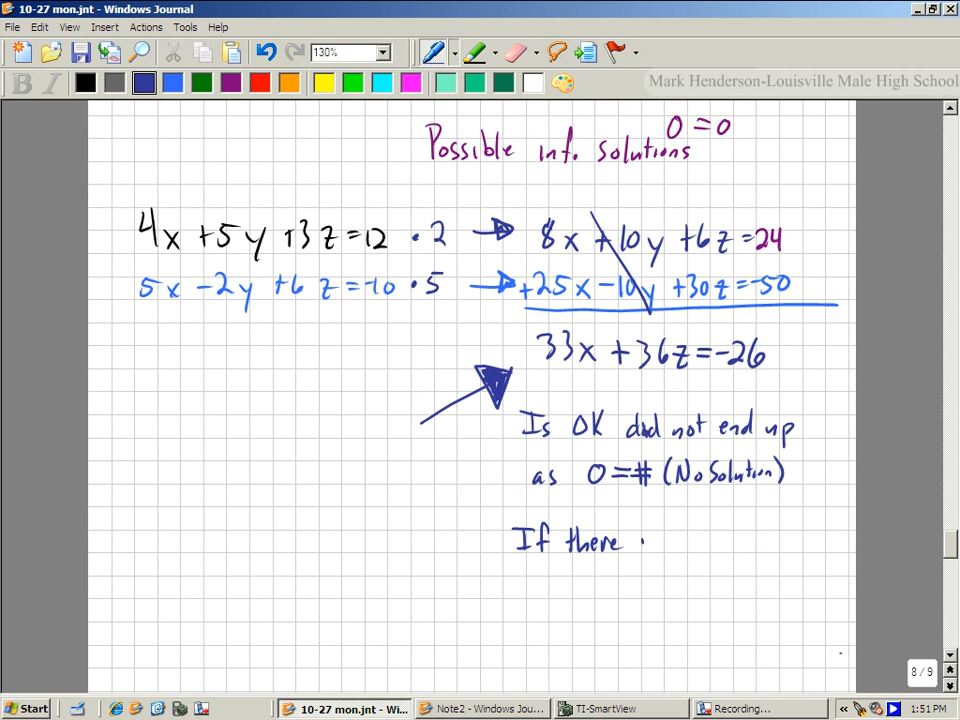 10-27 mon.jnt - Windows Journal
File Edit View Insert Actions Tools Help
130%
B I
Mark Henderson-Louisville Male High School
0 = 0
Possible inf. solutions
4x + 5y + 3z = 12 · 2 → 8x + 10y + 6z = 24
5x - 2y + 6z = -10 · 5 → + 25x - 10y + 30z = -50
33x + 36z = -26
Is OK did not end up
as 0 = # (No Solution)
If there
8 / 9
Start 10-27 mon.jnt - Wi... Note2 - Windows Jou... TI-SmartView Recording... « 1:51 PM